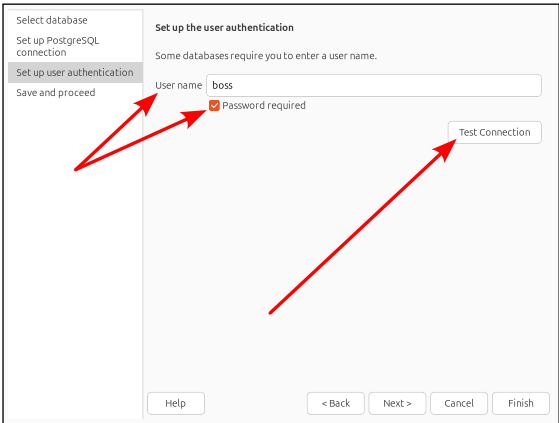 Select database
Set up PostgreSQL
connection
Set up user authentication
Save and proceed
Set up the user authentication
Some databases require you to enter a user name.
User name boss
Password required
Test Connection
Help < Back Next > Cancel Finish